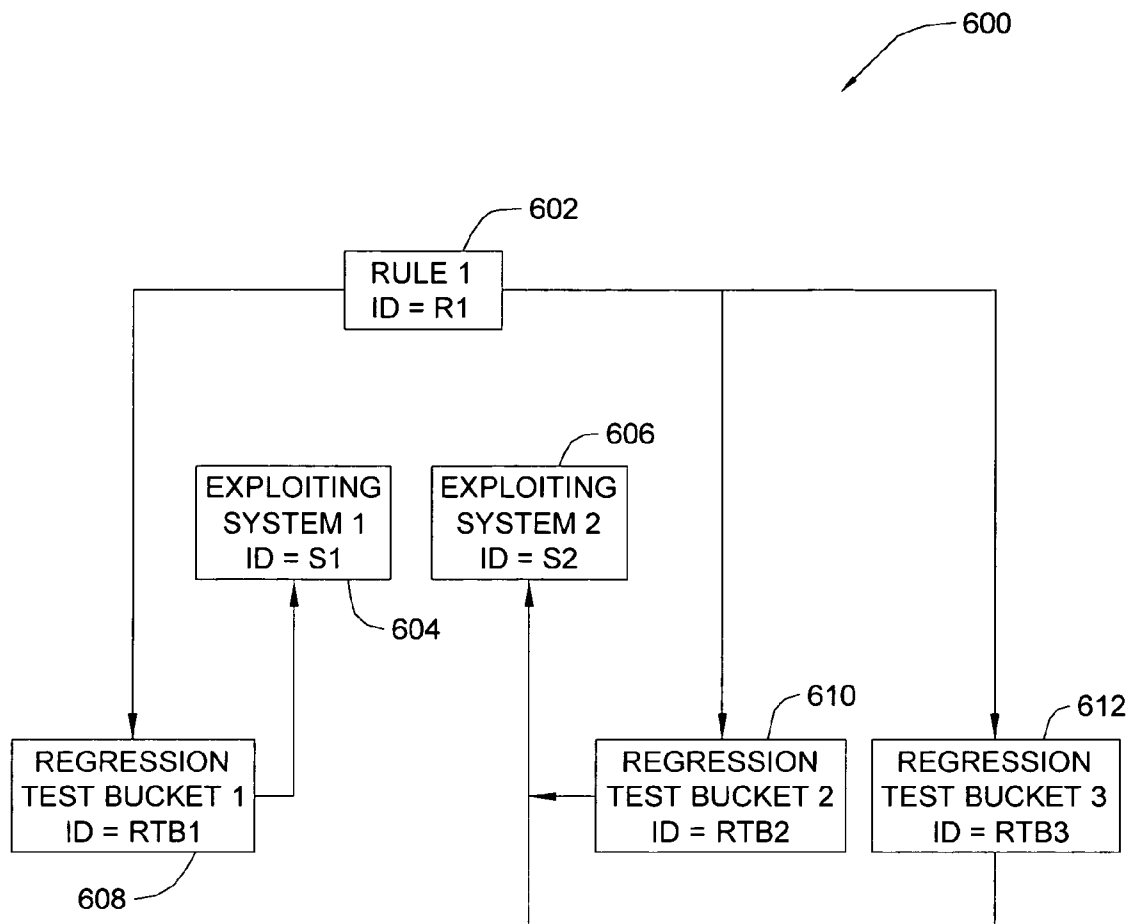 600
602
RULE 1
ID = R1
606
EXPLOITING
SYSTEM 1
ID = S1
EXPLOITING
SYSTEM 2
ID = S2
604
610
612
REGRESSION
TEST BUCKET 1
ID = RTB1
REGRESSION
TEST BUCKET 2
ID = RTB2
REGRESSION
TEST BUCKET 3
ID = RTB3
608